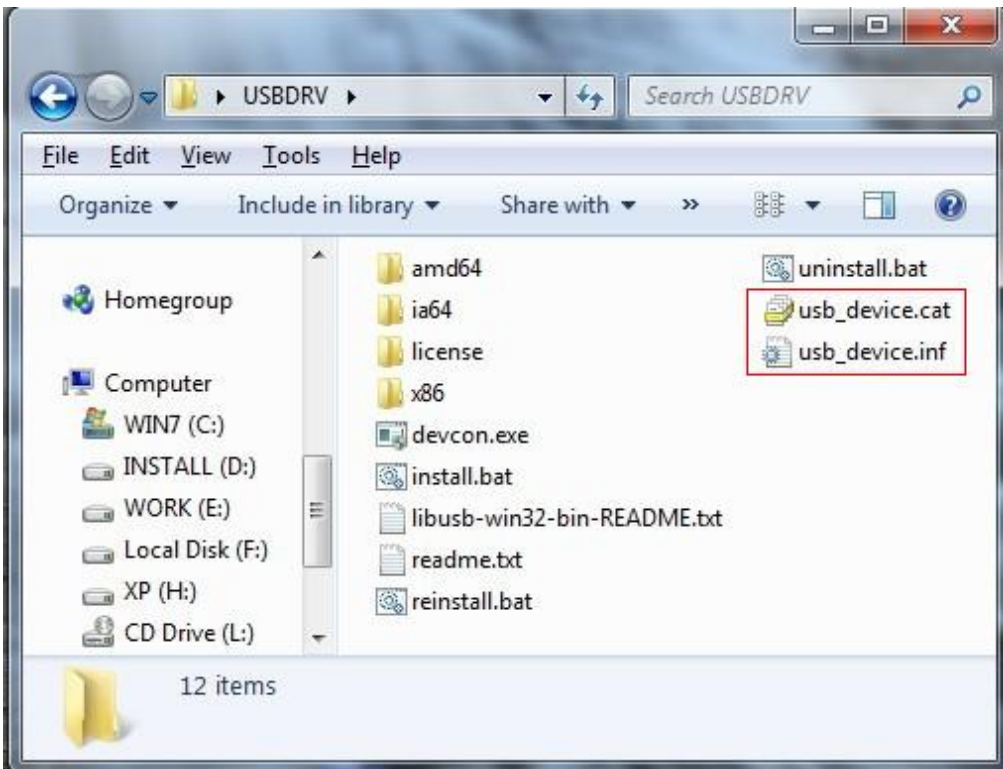 USBDRV
Search USBDRV
File Edit View Tools Help
Organize Include in library Share with »
Homegroup
Computer
WIN7 (C:)
INSTALL (D:)
WORK (E:)
Local Disk (F:)
XP (H:)
CD Drive (L:)
amd64
ia64
license
x86
devcon.exe
install.bat
libusb-win32-bin-README.txt
readme.txt
reinstall.bat
uninstall.bat
usb_device.cat
usb_device.inf
12 items